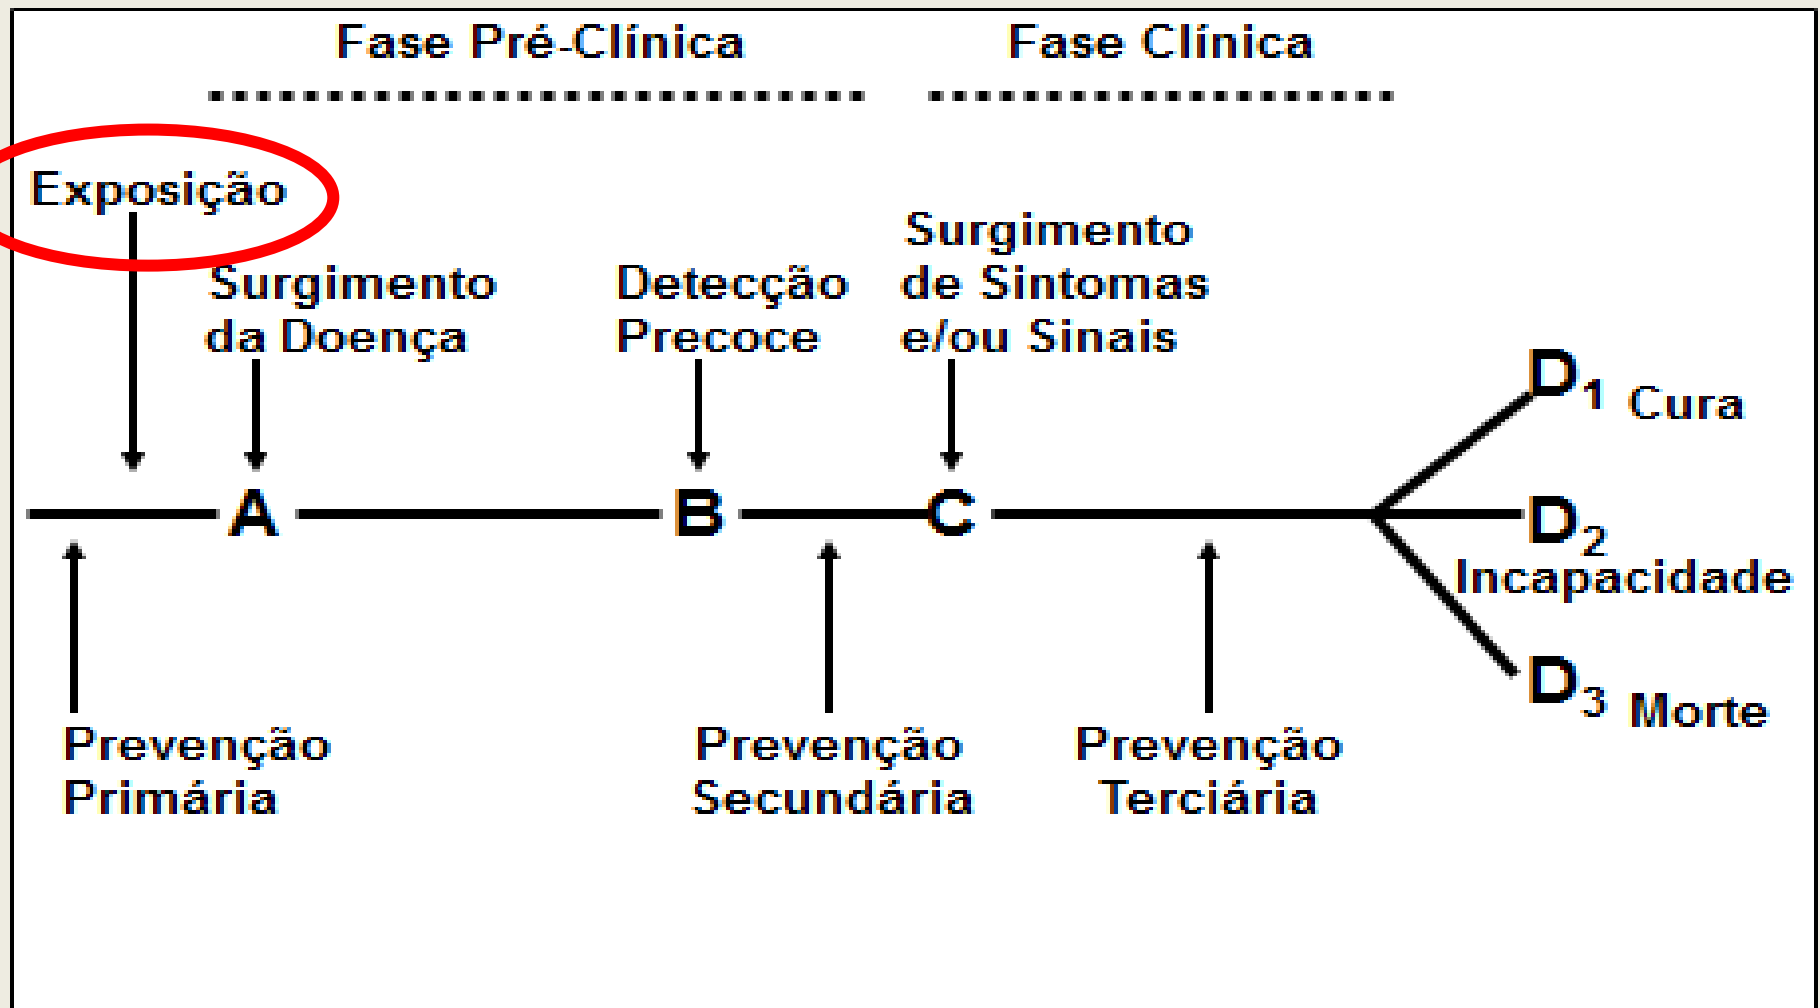 Fase Pré-Clínica
Fase Clínica
Exposição
Surgimento
da Doença
Detecção
Precoce
Surgimento
de Sintomas
e/ou Sinais
A
B
C
D1 Cura
D2
Incapacidade
D3 Morte
Prevenção
Primária
Prevenção
Secundária
Prevenção
Terciária